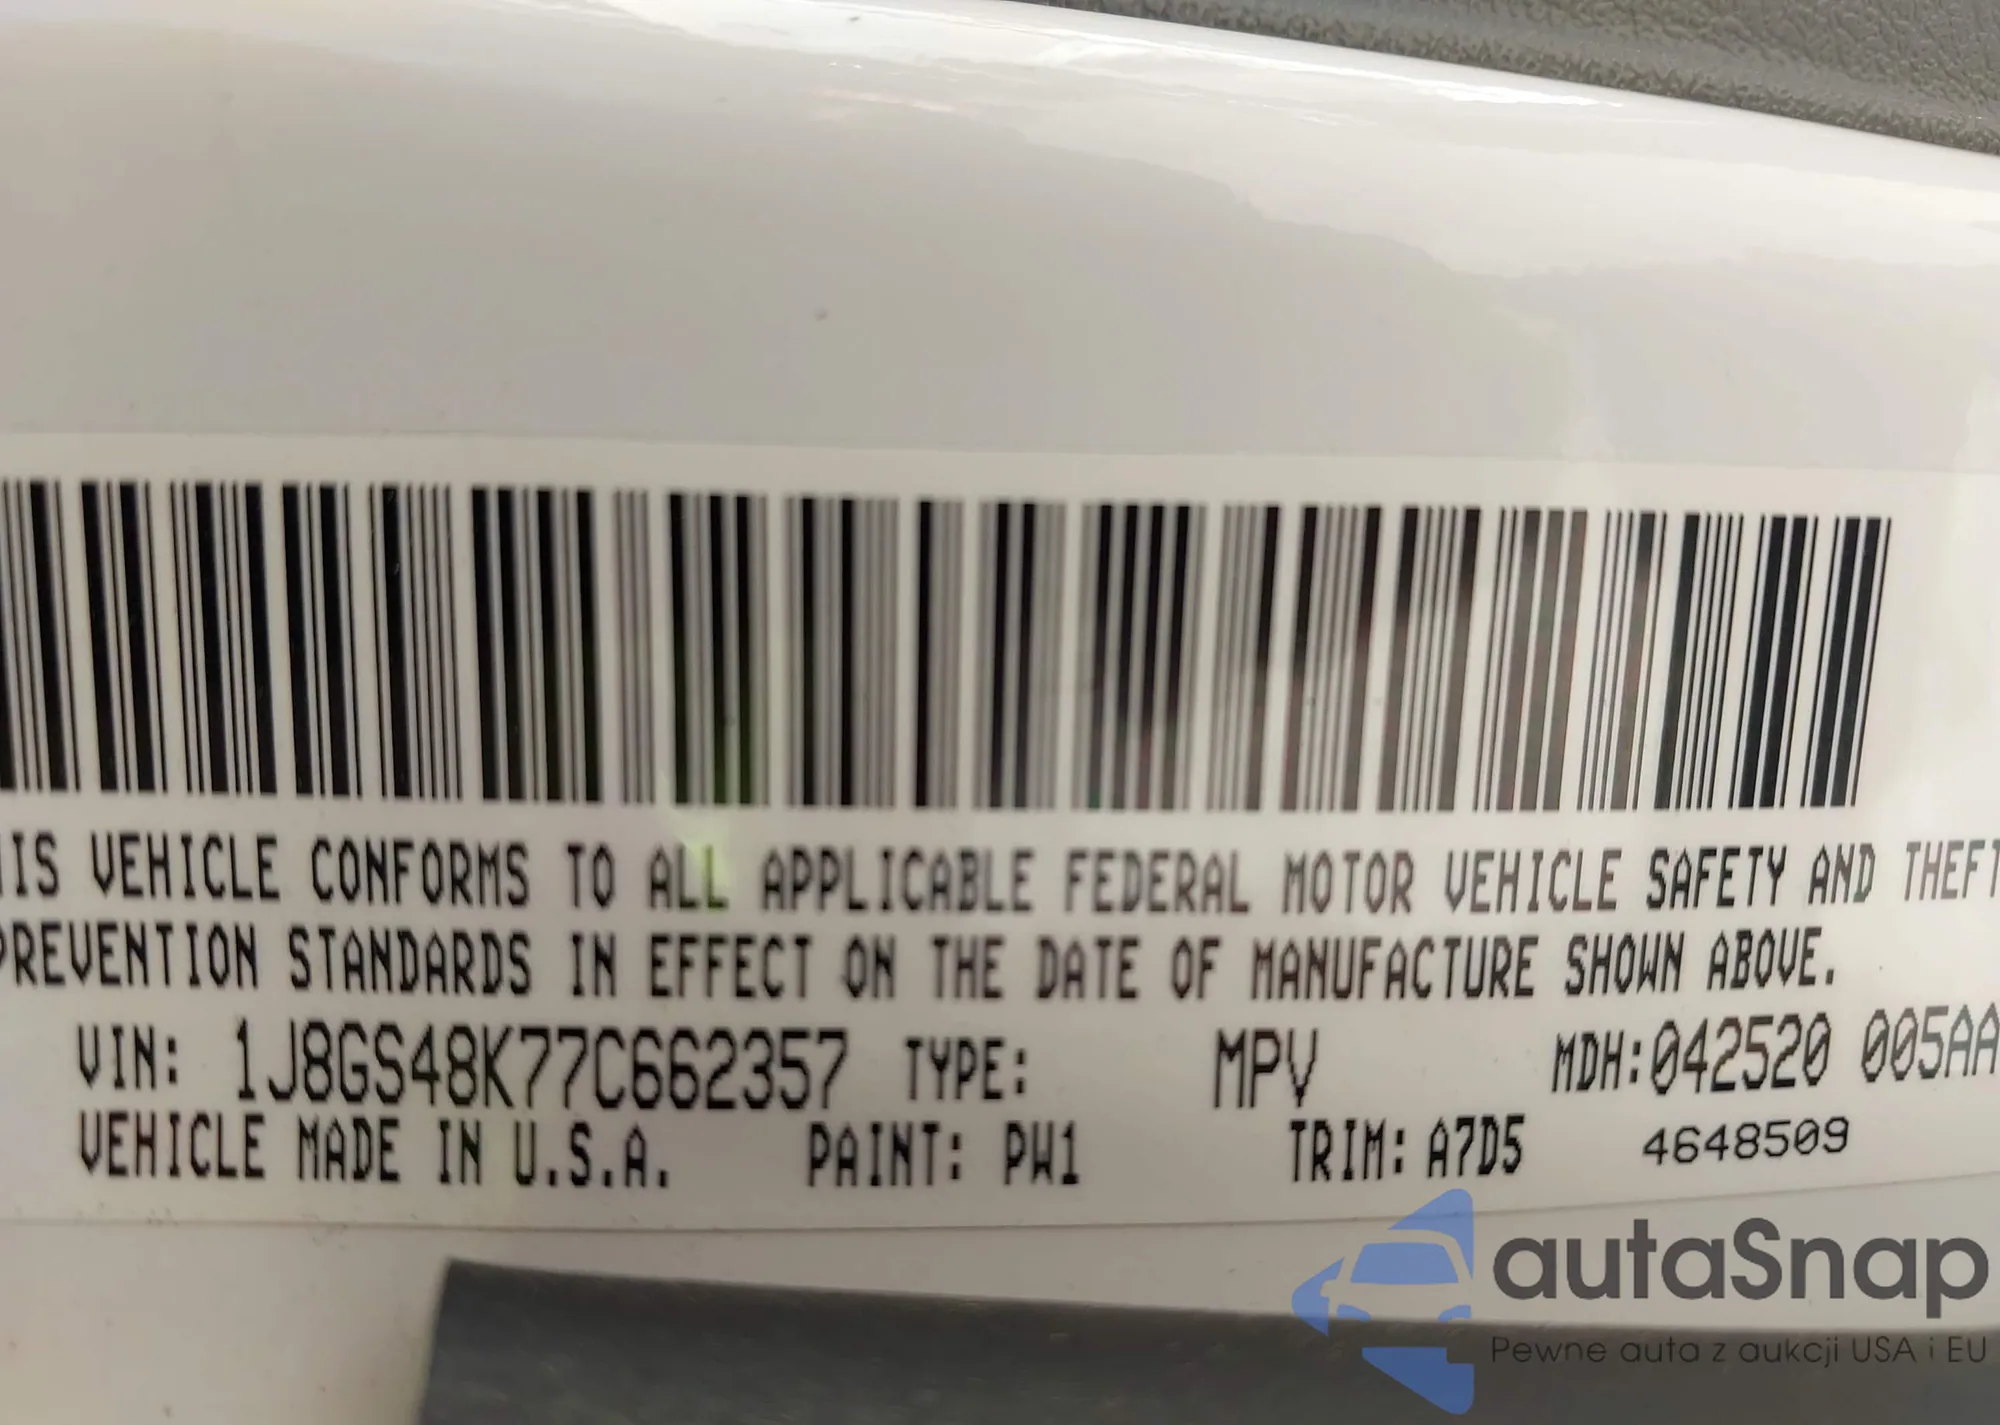 IS VEHICLE CONFORMS TO ALL APPLICABLE FEDERAL MOTOR VEHICLE SAFETY AND THEFT
PREVENTION STANDARDS IN EFFECT ON THE DATE OF MANUFACTURE SHOWN ABOVE.
VIN: 1J8GS48K77C662357 TYPE: MPV MDH:042520 005AA
VEHICLE MADE IN U.S.A. PAINT: PW1 TRIM: A7D5 4648509
autaSnap
Pewne auta z aukcji USA i EU